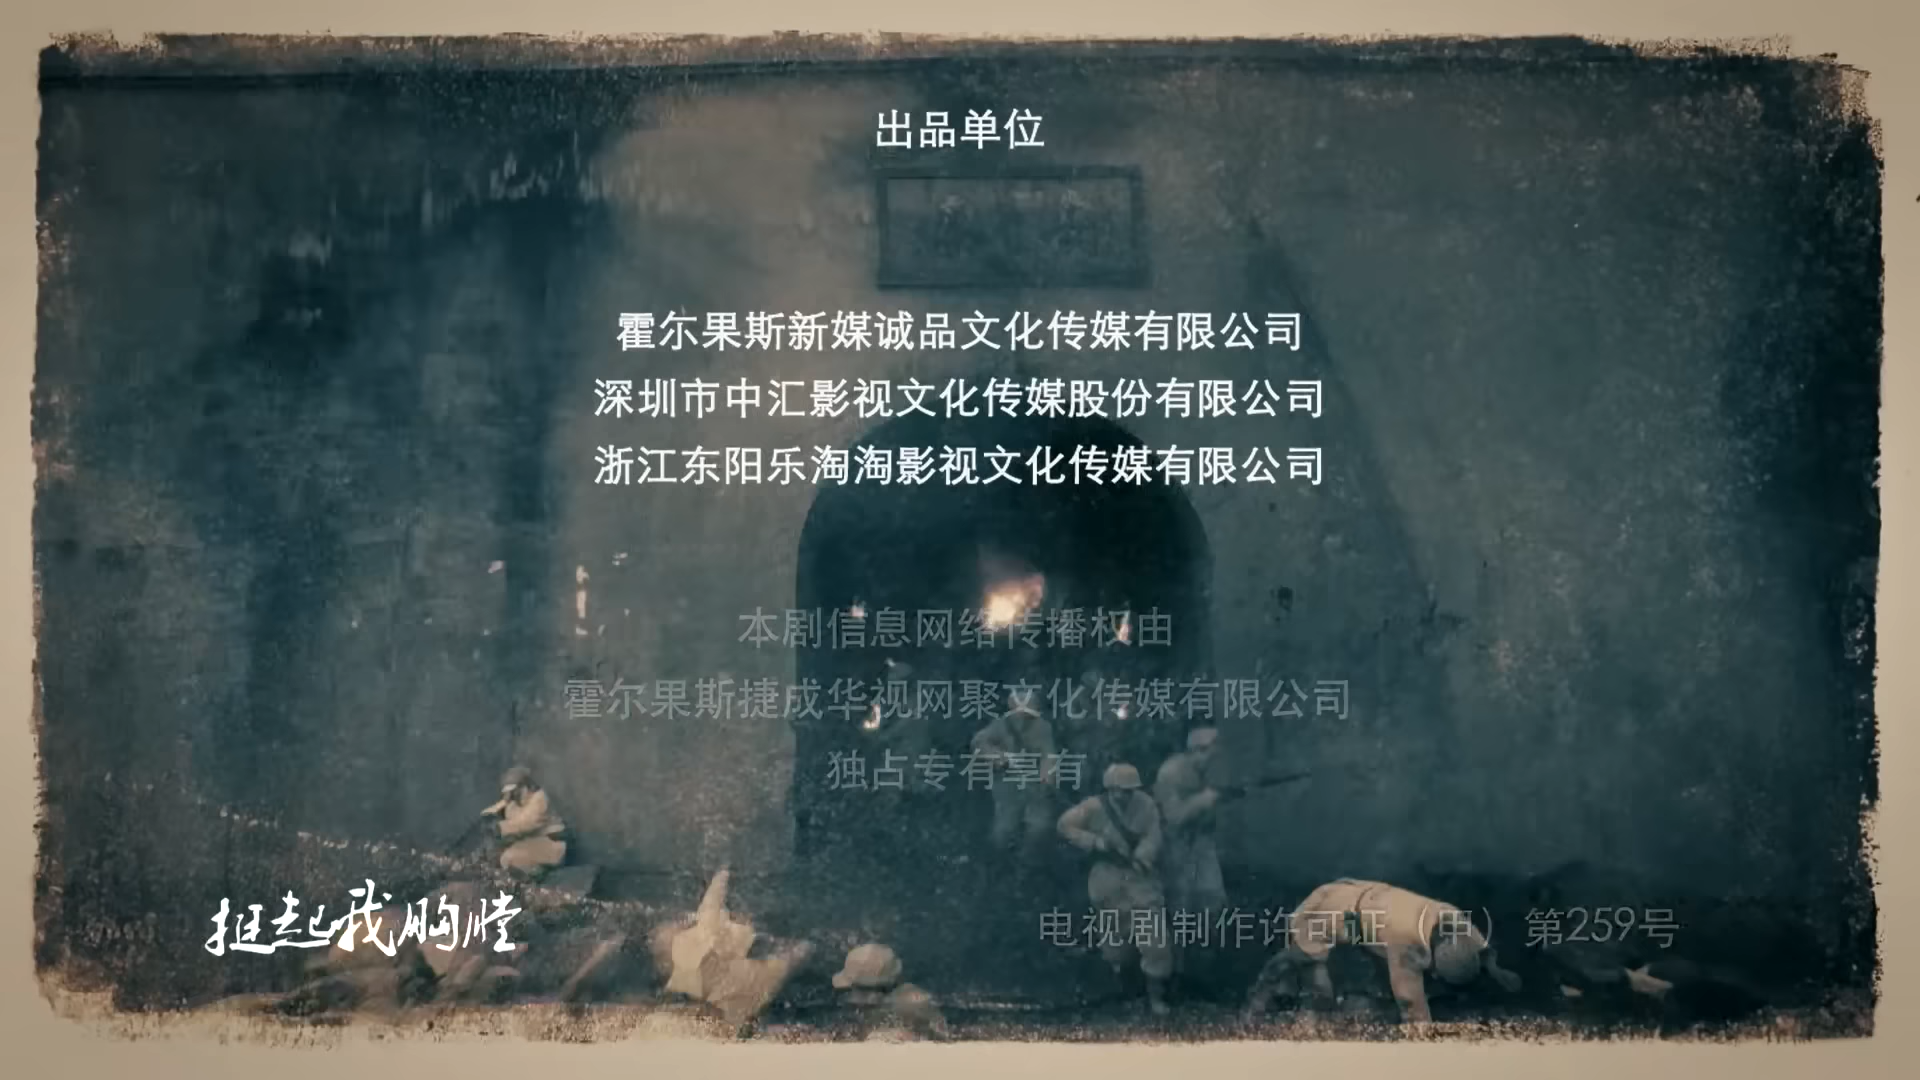 出品单位
霍尔果斯新媒诚品文化传媒有限公司
深圳市中汇影视文化传媒股份有限公司
浙江东阳乐淘淘影视文化传媒有限公司
本剧信息网络传播权由
霍尔果斯捷成华视网聚文化传媒有限公司
独占专有享有
挺起我胸膛
电视剧制作许可证（甲）第259号